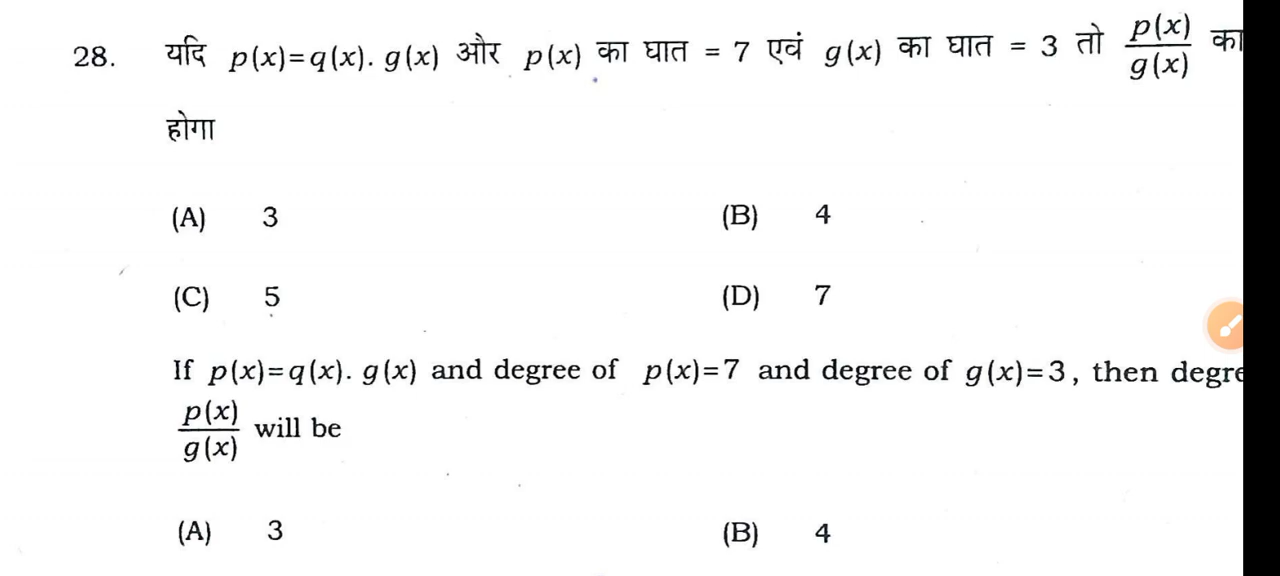 28. यदि p(x)=q(x). g(x) और p(x) का घात = 7 एवं g(x) का घात = 3 तो p(x)/g(x) का
होगा
(A) 3 (B) 4
(C) 5 (D) 7
If p(x)=q(x). g(x) and degree of p(x)=7 and degree of g(x)=3, then degre
p(x)/g(x) will be
(A) 3 (B) 4